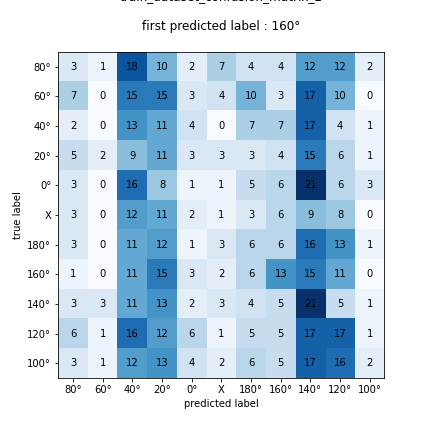 train_dataset_confusion_matrix_2
first predicted label : 160°
80° 3 1 18 10 2 7 4 4 12 12 2
60° 7 0 15 15 3 4 10 3 17 10 0
40° 2 0 13 11 4 0 7 7 17 4 1
20° 5 2 9 11 3 3 3 4 15 6 1
0° 3 0 16 8 1 1 5 6 21 6 3
X 3 0 12 11 2 1 3 6 9 8 0
180° 3 0 11 12 1 3 6 6 16 13 1
160° 1 0 11 15 3 2 6 13 15 11 0
140° 3 3 11 13 2 3 4 5 21 5 1
120° 6 1 16 12 6 1 5 5 17 17 1
100° 3 1 12 13 4 2 6 5 17 16 2
80° 60° 40° 20° 0° X 180° 160° 140° 120° 100°
predicted label
true label